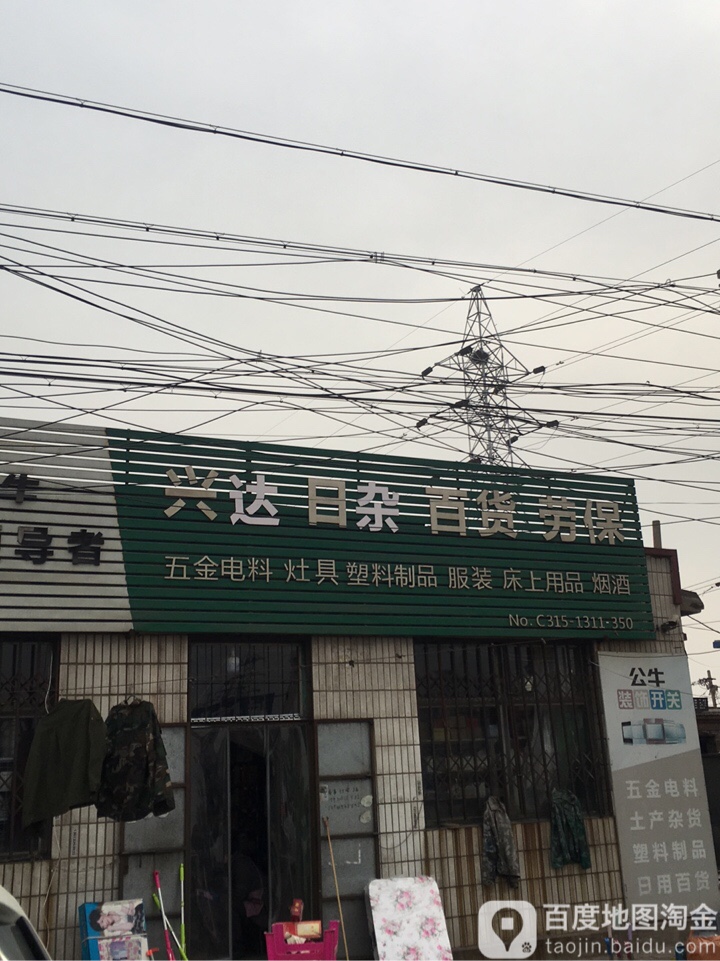 牛
导者
兴达 日杂 百货 劳保
五金电料 灶具 塑料制品 服装 床上用品 烟酒
No.C315-1311-350
公牛
装饰开关
五金电料
土产杂货
塑料制品
日用百货
百度地图淘金
taojin.baidu.com